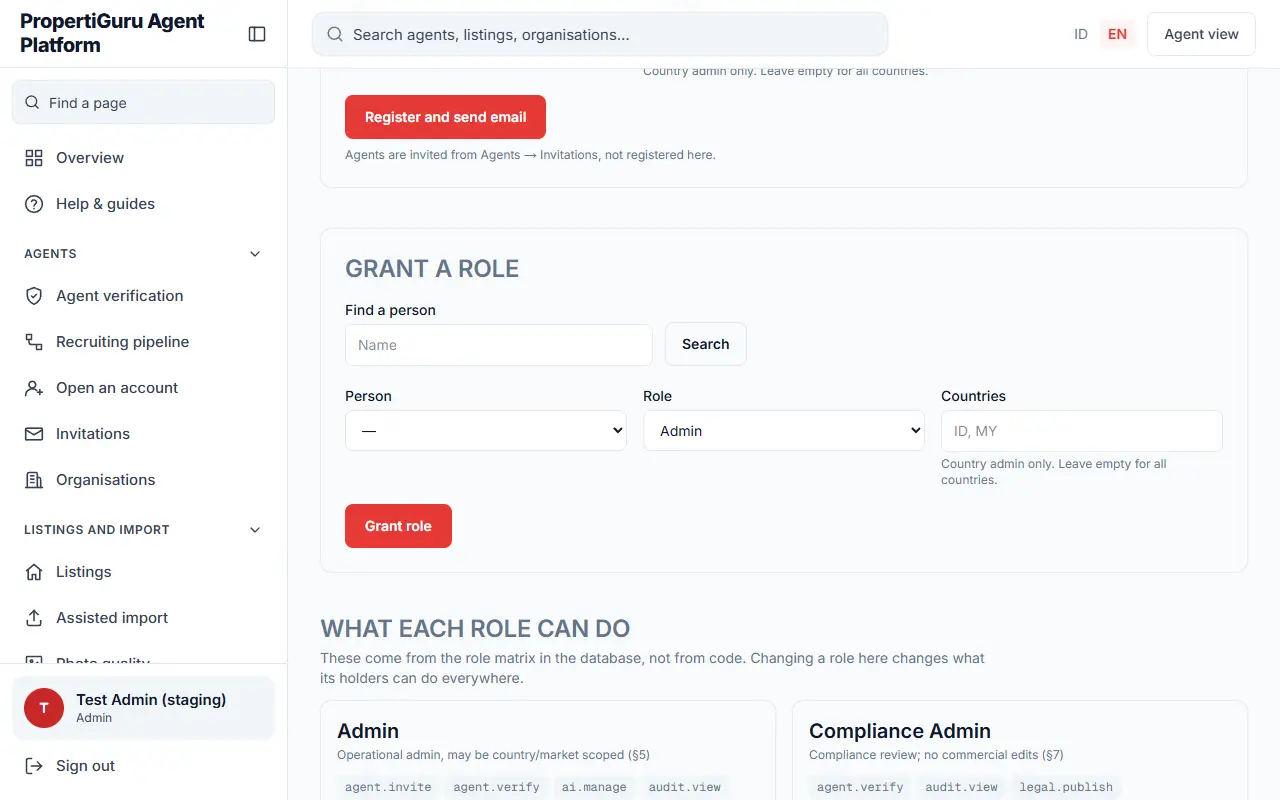 PropertiGuru Agent
Platform
Search agents, listings, organisations...
ID
EN
Agent view
Find a page
Overview
Help & guides
AGENTS
Agent verification
Recruiting pipeline
Open an account
Invitations
Organisations
LISTINGS AND IMPORT
Listings
Assisted import
Photo quality
T
Test Admin (staging)
Admin
Sign out
Country admin only. Leave empty for all countries.
Register and send email
Agents are invited from Agents → Invitations, not registered here.
GRANT A ROLE
Find a person
Name
Search
Person
Role
Countries
—
Admin
ID, MY
Country admin only. Leave empty for all
countries.
Grant role
WHAT EACH ROLE CAN DO
These come from the role matrix in the database, not from code. Changing a role here changes what
its holders can do everywhere.
Admin
Operational admin, may be country/market scoped (§5)
agent.invite agent.verify ai.manage audit.view
Compliance Admin
Compliance review; no commercial edits (§7)
agent.verify audit.view legal.publish